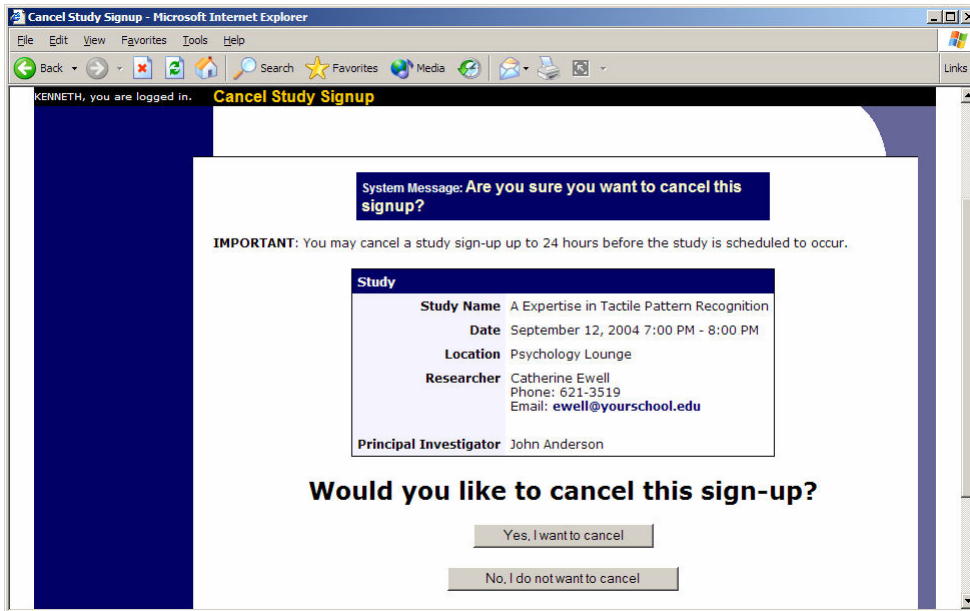 Cancel Study Signup - Microsoft Internet Explorer
File Edit View Favorites Tools Help
Back Search Favorites Media Links
KENNETH, you are logged in. Cancel Study Signup
System Message: Are you sure you want to cancel this
signup?
IMPORTANT: You may cancel a study sign-up up to 24 hours before the study is scheduled to occur.
Study
Study Name A Expertise in Tactile Pattern Recognition
Date September 12, 2004 7:00 PM - 8:00 PM
Location Psychology Lounge
Researcher Catherine Ewell
Phone: 621-3519
Email: ewell@yourschool.edu
Principal Investigator John Anderson
Would you like to cancel this sign-up?
Yes, I want to cancel
No, I do not want to cancel